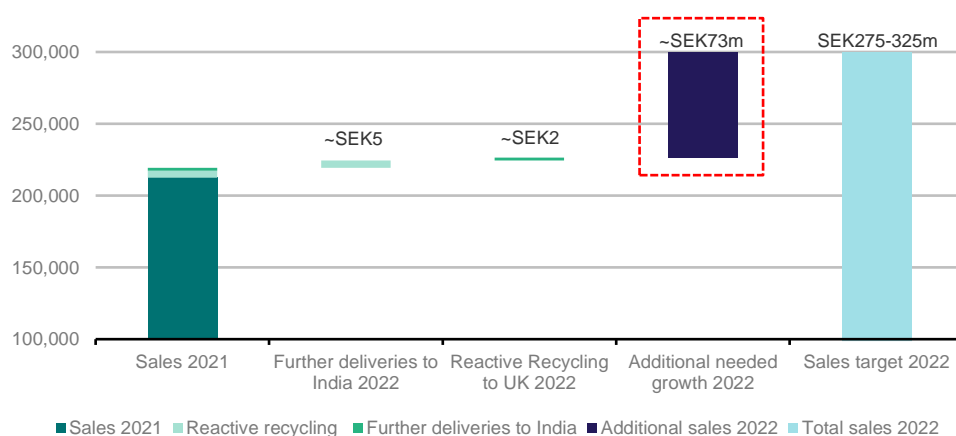 ~SEK73m
SEK275-325m
~SEK5
~SEK2
300,000
250,000
200,000
150,000
100,000
Sales 2021
Further deliveries to
India 2022
Reactive Recycling
to UK 2022
Additional needed
growth 2022
Sales target 2022
Sales 2021
Reactive recycling
Further deliveries to India
Additional sales 2022
Total sales 2022